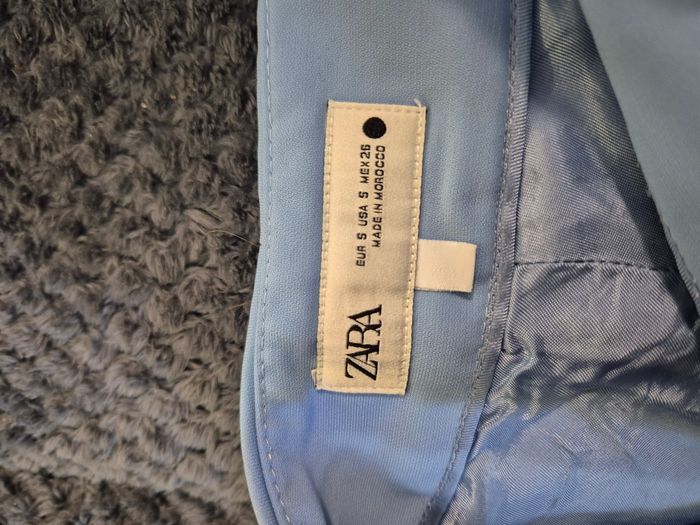 ZARA
EUR S USA S MEX 26
MADE IN MOROCCO